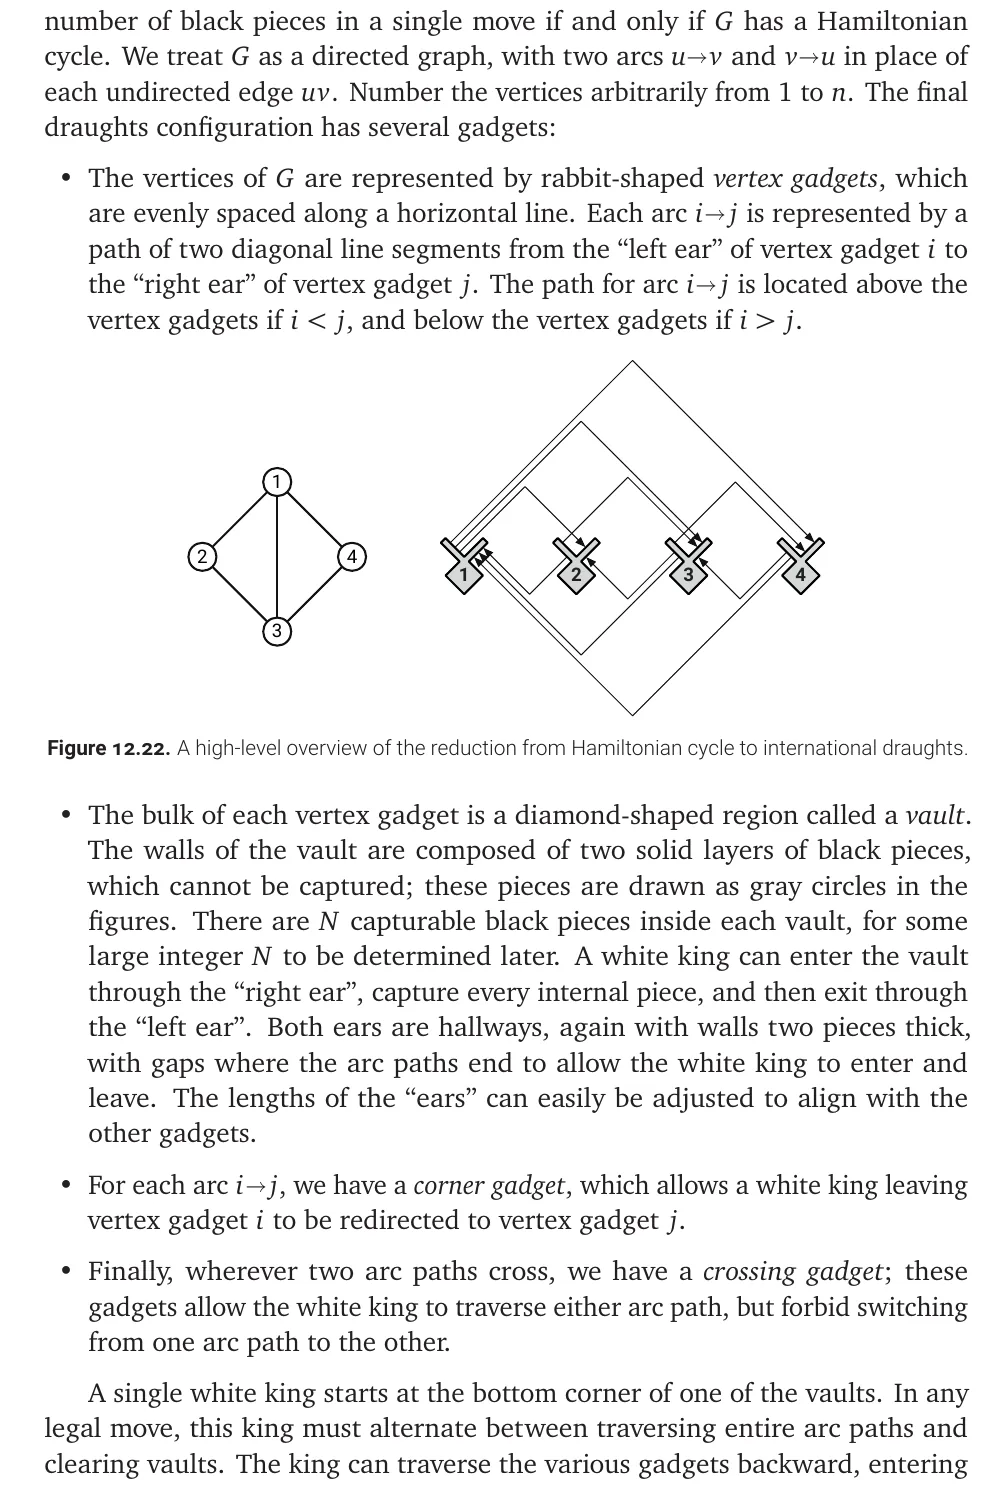 number of black pieces in a single move if and only if G has a Hamiltonian
cycle. We treat G as a directed graph, with two arcs u→v and v→u in place of
each undirected edge uv. Number the vertices arbitrarily from 1 to n. The final
draughts configuration has several gadgets:
• The vertices of G are represented by rabbit-shaped vertex gadgets, which
are evenly spaced along a horizontal line. Each arc i→j is represented by a
path of two diagonal line segments from the “left ear” of vertex gadget i to
the “right ear” of vertex gadget j. The path for arc i→j is located above the
vertex gadgets if i < j, and below the vertex gadgets if i > j.
1
2
4
3
1
2
3
4
Figure 12.22. A high-level overview of the reduction from Hamiltonian cycle to international draughts.
• The bulk of each vertex gadget is a diamond-shaped region called a vault.
The walls of the vault are composed of two solid layers of black pieces,
which cannot be captured; these pieces are drawn as gray circles in the
figures. There are N capturable black pieces inside each vault, for some
large integer N to be determined later. A white king can enter the vault
through the “right ear”, capture every internal piece, and then exit through
the “left ear”. Both ears are hallways, again with walls two pieces thick,
with gaps where the arc paths end to allow the white king to enter and
leave. The lengths of the “ears” can easily be adjusted to align with the
other gadgets.
• For each arc i→j, we have a corner gadget, which allows a white king leaving
vertex gadget i to be redirected to vertex gadget j.
• Finally, wherever two arc paths cross, we have a crossing gadget; these
gadgets allow the white king to traverse either arc path, but forbid switching
from one arc path to the other.
A single white king starts at the bottom corner of one of the vaults. In any
legal move, this king must alternate between traversing entire arc paths and
clearing vaults. The king can traverse the various gadgets backward, entering